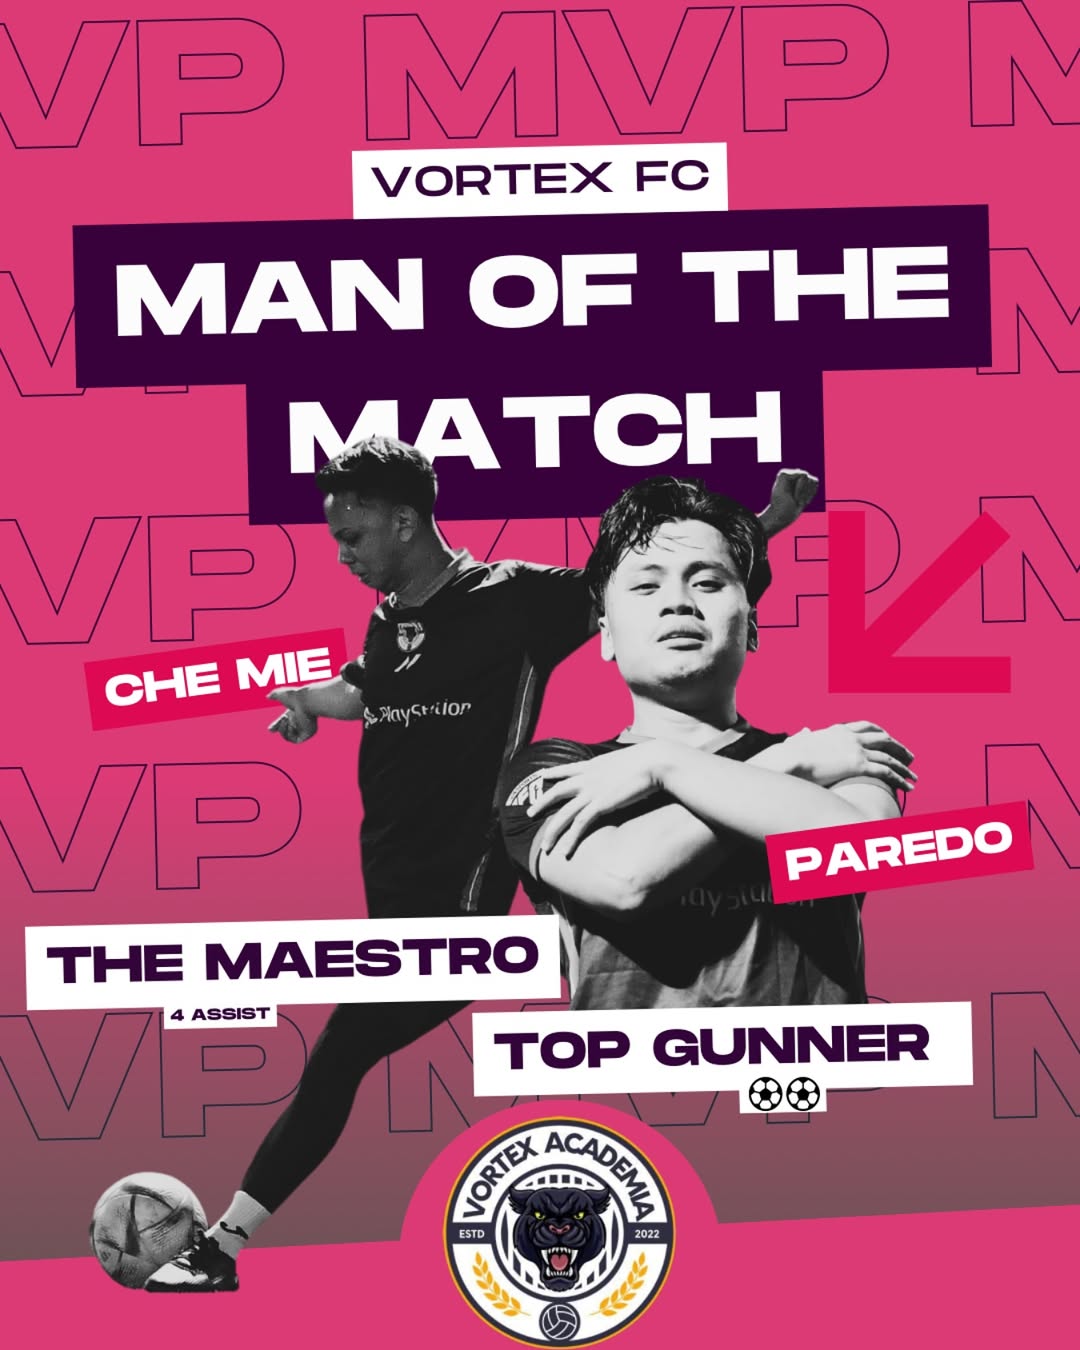 VP MVP M
VORTEX FC
MAN OF THE
MATCH
CHE MIE
PlayStation
PAREDO
THE MAESTRO
4 ASSIST
TOP GUNNER
VORTEX ACADEMIA
ESTD 2022